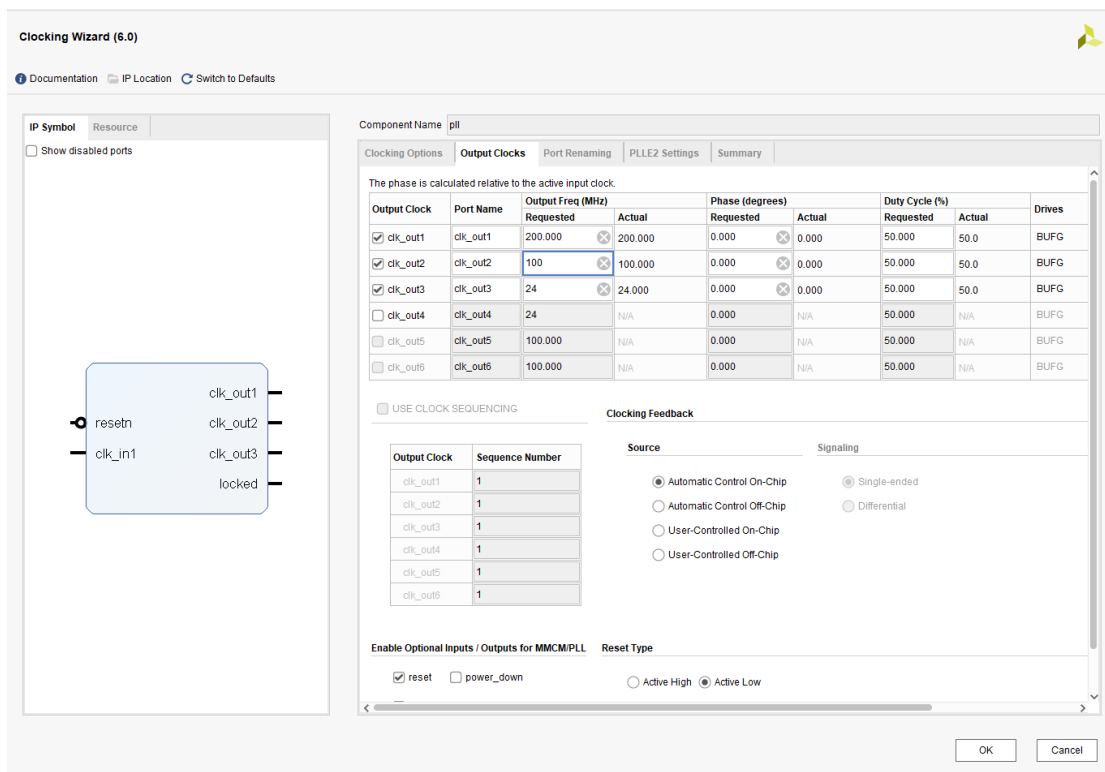 Clocking Wizard (6.0)
Documentation IP Location Switch to Defaults
IP Symbol Resource
Show disabled ports
resetn
clk_in1
clk_out1
clk_out2
clk_out3
locked
Component Name pll
Clocking Options Output Clocks Port Renaming PLLE2 Settings Summary
The phase is calculated relative to the active input clock.
Output Clock Port Name Output Freq (MHz) Phase (degrees) Duty Cycle (%) Drives
Requested Actual Requested Actual Requested Actual
clk_out1 clk_out1 200.000 200.000 0.000 0.000 50.000 50.0 BUFG
clk_out2 clk_out2 100 100.000 0.000 0.000 50.000 50.0 BUFG
clk_out3 clk_out3 24 24.000 0.000 0.000 50.000 50.0 BUFG
clk_out4 clk_out4 24 N/A 0.000 N/A 50.000 N/A BUFG
clk_out5 clk_out5 100.000 N/A 0.000 N/A 50.000 N/A BUFG
clk_out6 clk_out6 100.000 N/A 0.000 N/A 50.000 N/A BUFG
USE CLOCK SEQUENCING
Output Clock Sequence Number
clk_out1 1
clk_out2 1
clk_out3 1
clk_out4 1
clk_out5 1
clk_out6 1
Clocking Feedback
Source Signaling
Automatic Control On-Chip Single-ended
Automatic Control Off-Chip Differential
User-Controlled On-Chip
User-Controlled Off-Chip
Enable Optional Inputs / Outputs for MMCM/PLL Reset Type
reset power_down Active High Active Low
OK Cancel